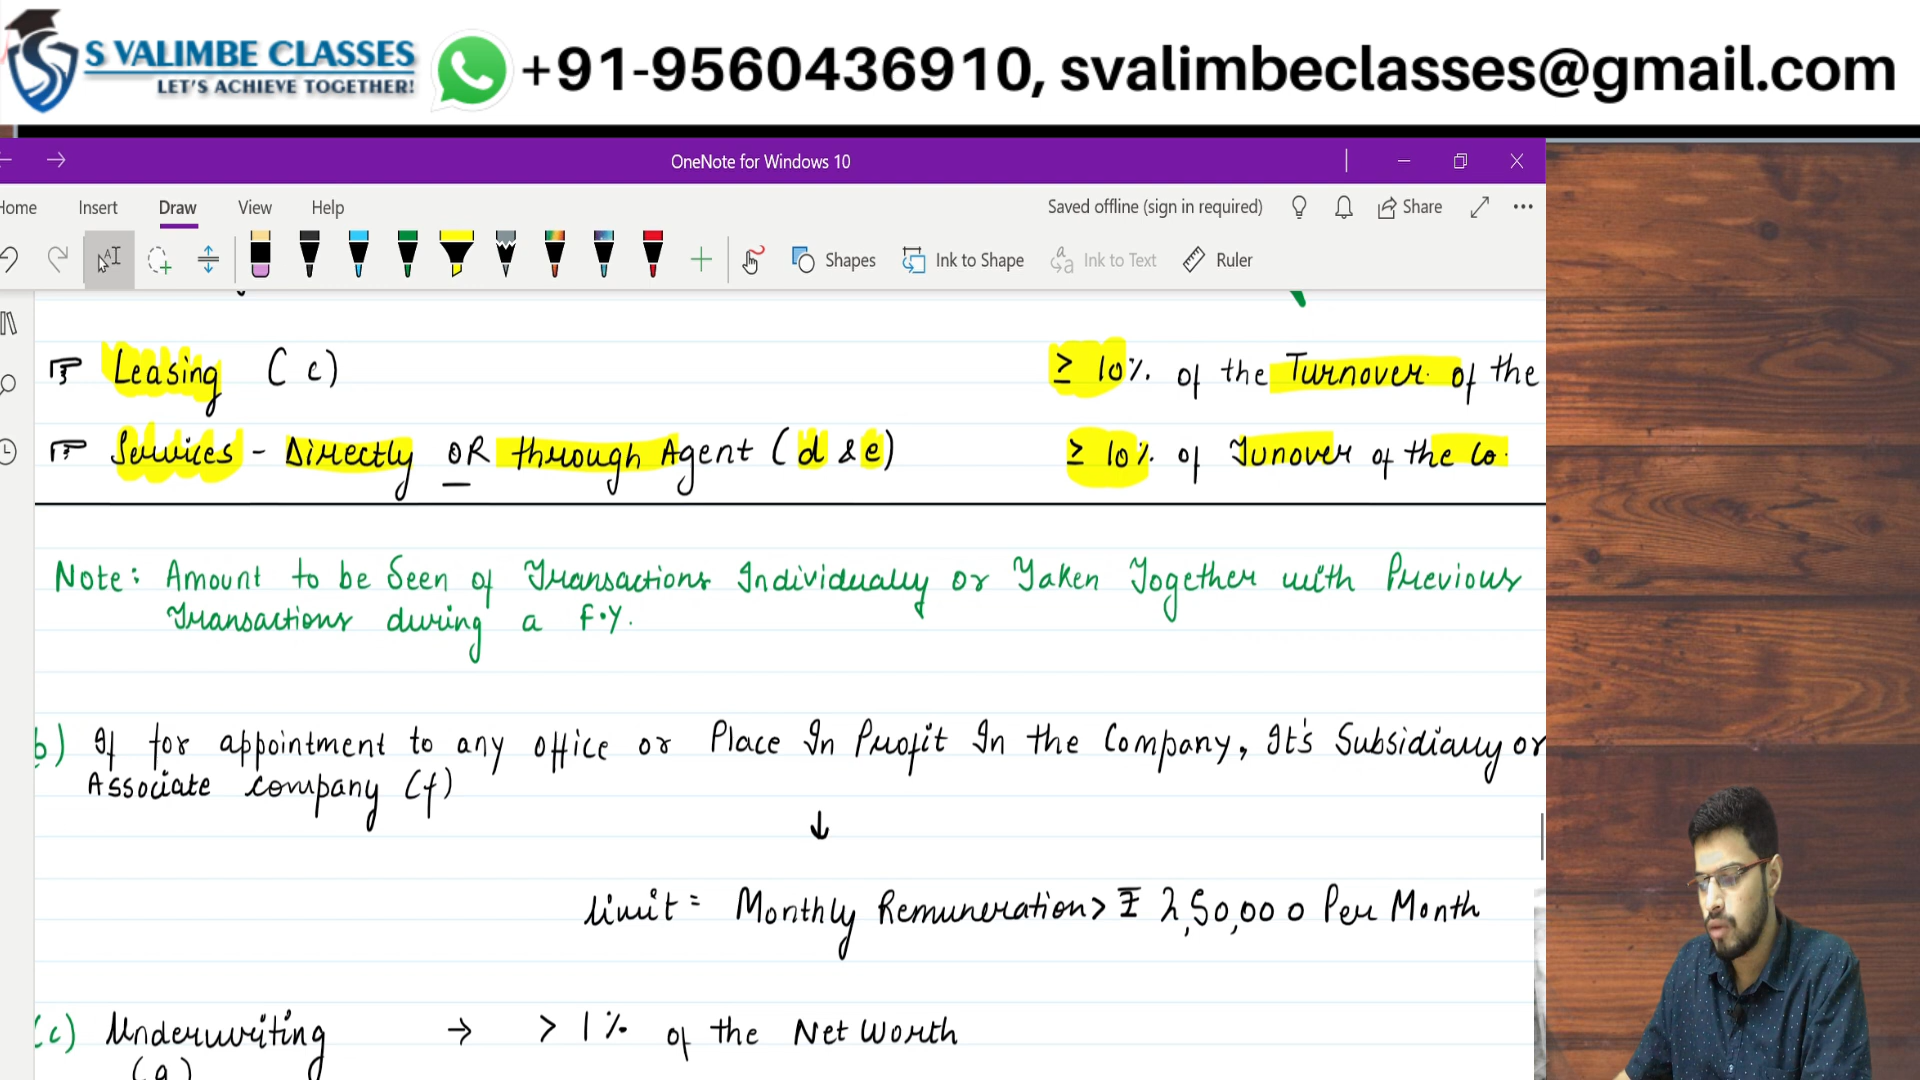 S VALIMBE CLASSES
LET'S ACHIEVE TOGETHER!
+91-9560436910, svalimbeclasses@gmail.com
OneNote for Windows 10
Home Insert Draw View Help
Saved offline (sign in required) Share
Shapes Ink to Shape Ink to Text Ruler
Leasing (c) ≥ 10% of the Turnover of the
Services - Directly OR through Agent (d & e) ≥ 10% of Tunover of the Co.
Note: Amount to be Seen of Transactions Individually or Taken Together with Previous
Transactions during a F.Y.
b) If for appointment to any office or Place In Profit In the Company, It's Subsidiary or
Associate company (f)
↓
limit = Monthly Remuneration > ₹ 2,50,000 Per Month
(c) Underwriting → > 1% of the Net Worth
(g)